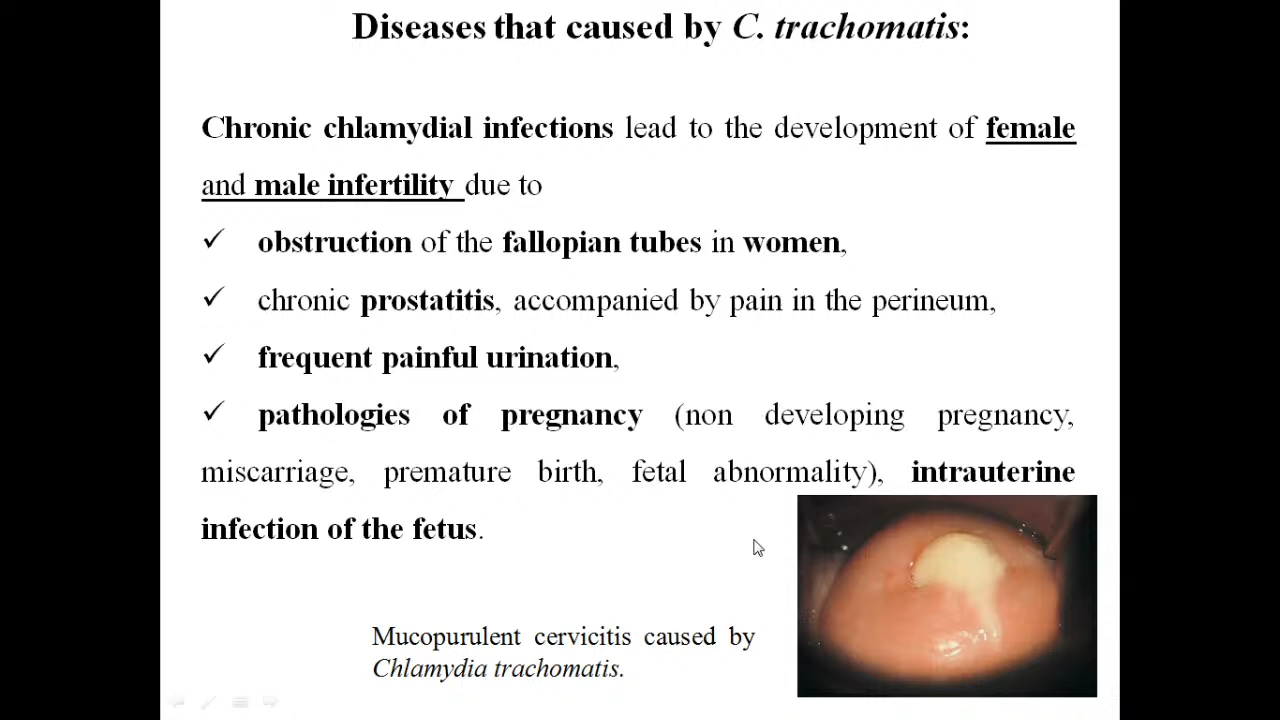 Diseases that caused by C. trachomatis:
Chronic chlamydial infections lead to the development of female
and male infertility due to
✓ obstruction of the fallopian tubes in women,
✓ chronic prostatitis, accompanied by pain in the perineum,
✓ frequent painful urination,
✓ pathologies of pregnancy (non developing pregnancy,
miscarriage, premature birth, fetal abnormality), intrauterine
infection of the fetus.
Mucopurulent cervicitis caused by
Chlamydia trachomatis.